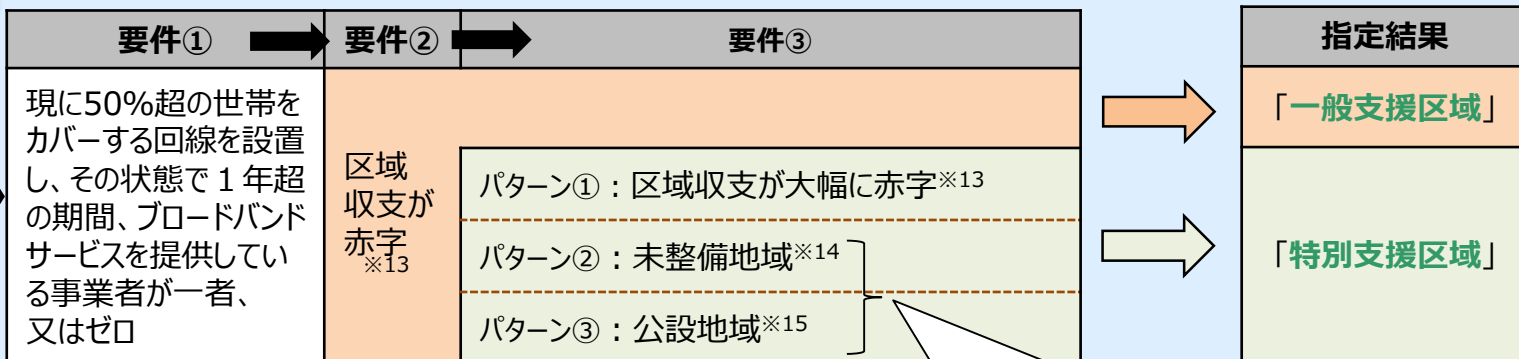 要件①
要件②
要件③
指定結果
現に50%超の世帯を
カバーする回線を設置
し、その状態で１年超
の期間、ブロードバンド
サービスを提供してい
る事業者が一者、
又はゼロ
区域
収支が
赤字
※13
パターン①：区域収支が大幅に赤字※13
パターン②：未整備地域※14
パターン③：公設地域※15
「一般支援区域」
「特別支援区域」